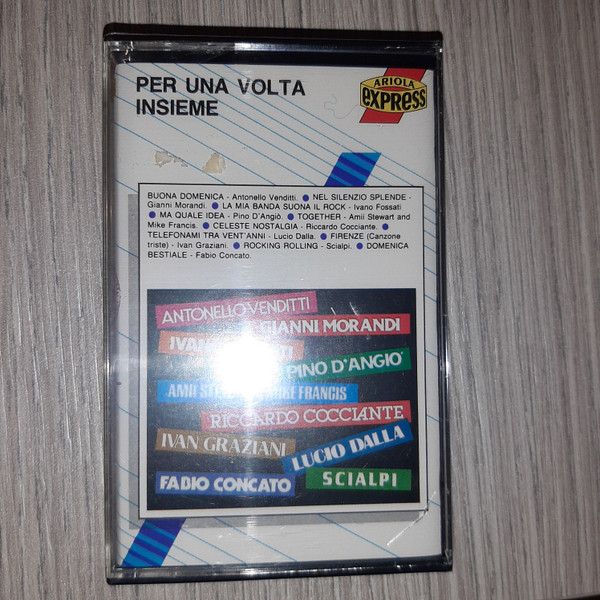 PER UNA VOLTA
INSIEME
ARIOLA
EXPRESS
BUONA DOMENICA - Antonello Venditti. ● NEL SILENZIO SPLENDE -
Gianni Morandi. ● LA MIA BANDA SUONA IL ROCK - Ivano Fossati
● MA QUALE IDEA - Pino D'Angiò. ● TOGETHER - Amii Stewart and
Mike Francis. ● CELESTE NOSTALGIA - Riccardo Cocciante. ●
TELEFONAMI TRA VENT'ANNI - Lucio Dalla. ● FIRENZE (Canzone
triste) - Ivan Graziani. ● ROCKING ROLLING - Scialpi. ● DOMENICA
BESTIALE - Fabio Concato.
ANTONELLO VENDITTI
GIANNI MORANDI
PINO D'ANGIO'
AMII FRANCIS
RICCARDO COCCIANTE
IVAN GRAZIANI
LUCIO DALLA
FABIO CONCATO
SCIALPI